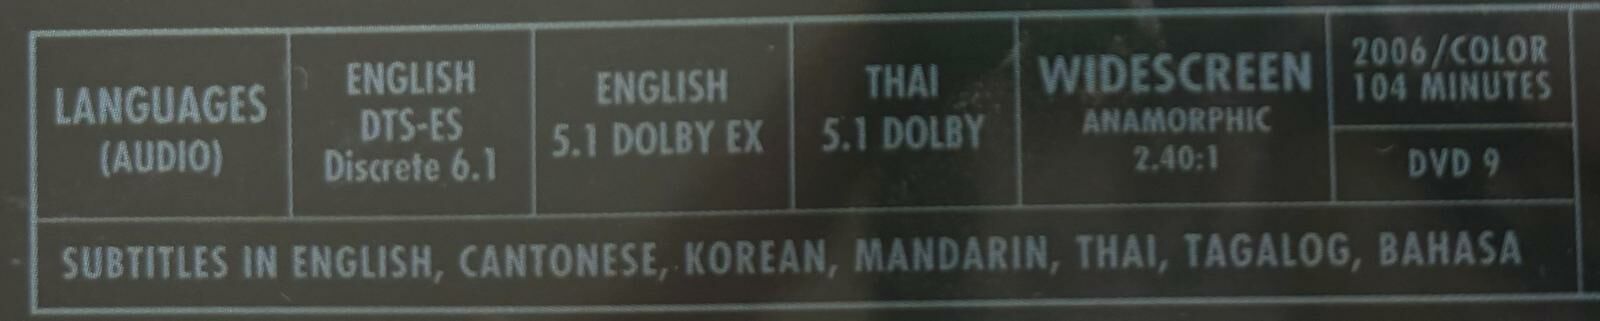 LANGUAGES
(AUDIO)
ENGLISH
DTS-ES
Discrete 6.1
ENGLISH
5.1 DOLBY EX
THAI
5.1 DOLBY
WIDESCREEN
ANAMORPHIC
2.40:1
2006/COLOR
104 MINUTES
DVD 9
SUBTITLES IN ENGLISH, CANTONESE, KOREAN, MANDARIN, THAI, TAGALOG, BAHASA